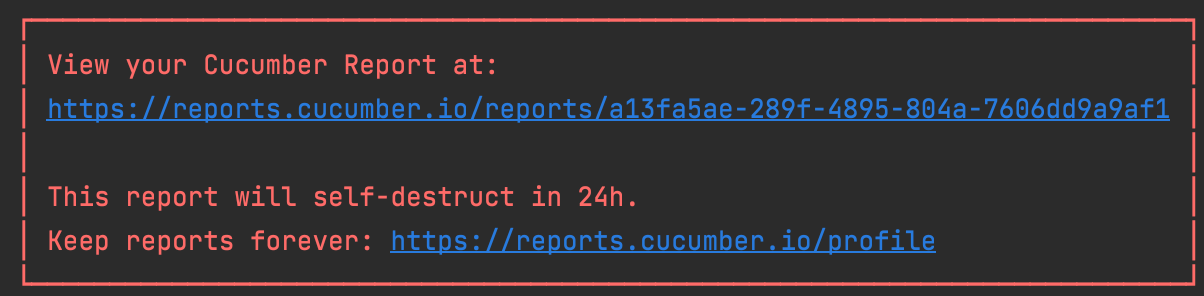 View your Cucumber Report at:
https://reports.cucumber.io/reports/a13fa5ae-289f-4895-804a-7606dd9a9af1
This report will self-destruct in 24h.
Keep reports forever: https://reports.cucumber.io/profile